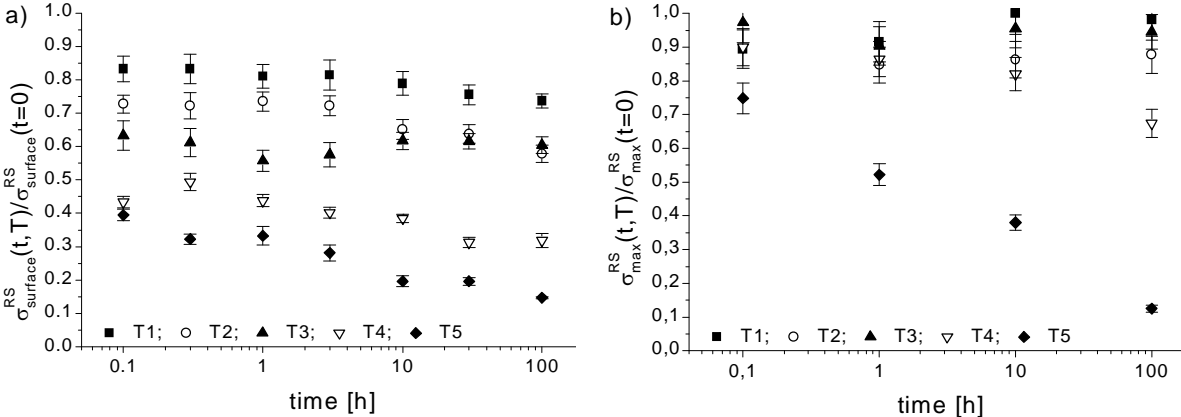 a)
σ^RS_surface(t,T)/σ^RS_surface(t=0)
1.0
0.9
0.8
0.7
0.6
0.5
0.4
0.3
0.2
0.1
0.0
T1; T2; T3; T4; T5
0.1 1 10 100
time [h]
b)
σ^RS_max(t,T)/σ^RS_max(t=0)
1,0
0,9
0,8
0,7
0,6
0,5
0,4
0,3
0,2
0,1
0,0
T1; T2; T3; T4; T5
0,1 1 10 100
time [h]